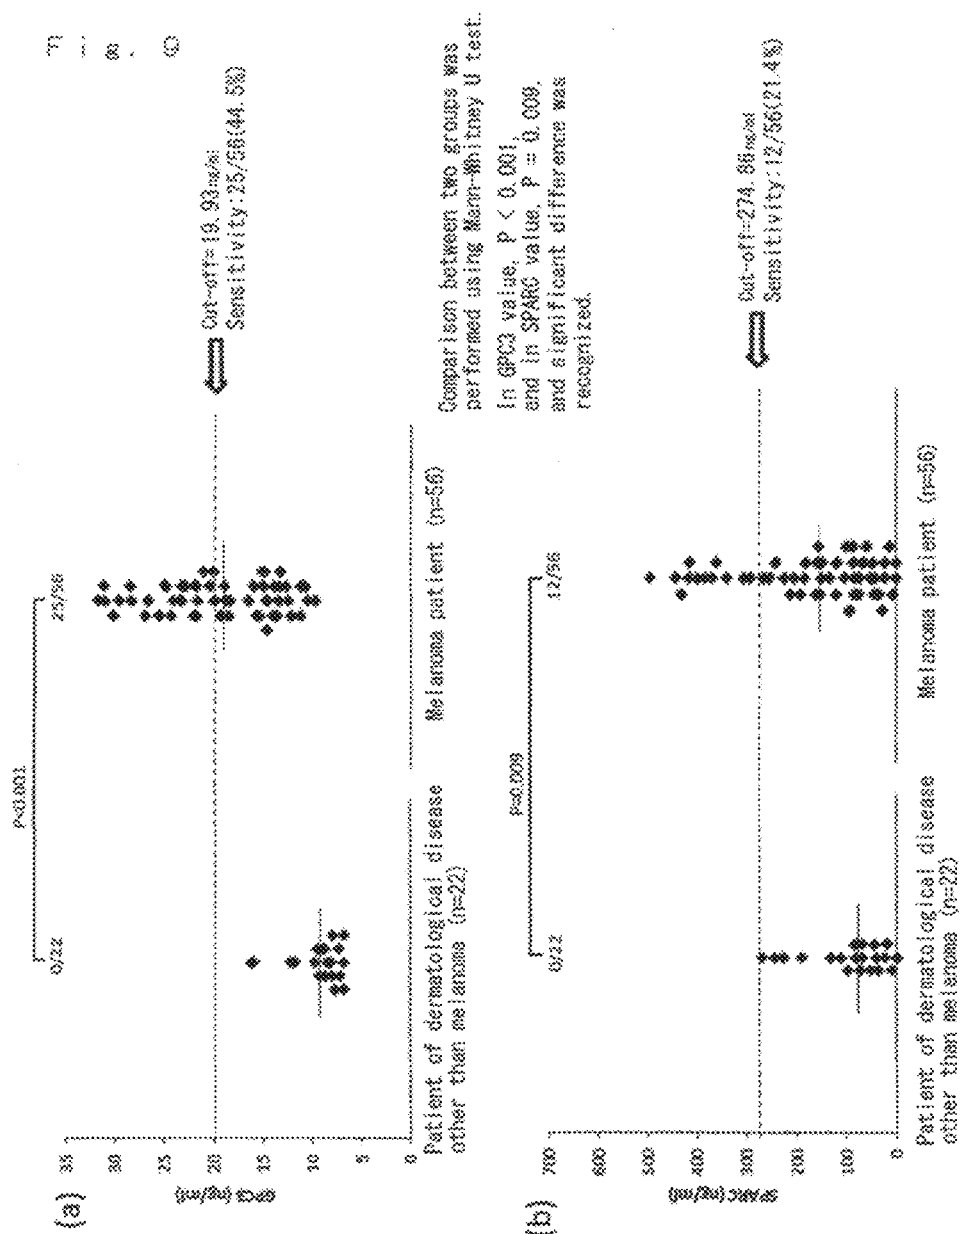 (a)
GPC3(ng/ml)
35
30
25
20
15
10
5
0
P<0.001
0/22
25/56
Cut-off=19.93ng/ml
Sensitivity:25/56(44.5%)
Patient of dermatological disease
other than melanoma (n=22)
Melanoma patient (n=56)
Comparison between two groups was
performed using Mann-Whitney U test.
In GPC3 value, P < 0.001,
and in SPARC value, P = 0.009,
and significant difference was
recognized.
(b)
SPARC(ng/ml)
700
600
500
400
300
200
100
0
P=0.009
0/22
12/56
Cut-off=274.86ng/ml
Sensitivity:12/56(21.4%)
Patient of dermatological disease
other than melanoma (n=22)
Melanoma patient (n=56)
Fig.